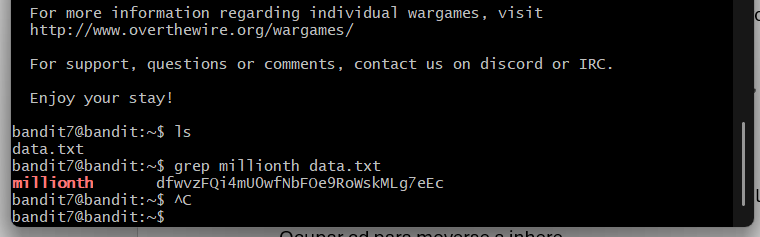 For more information regarding individual wargames, visit
http://www.overthewire.org/wargames/
For support, questions or comments, contact us on discord or IRC.
Enjoy your stay!
bandit7@bandit:~$ ls
data.txt
bandit7@bandit:~$ grep millionth data.txt
millionth dfwvzFQi4mU0wfNbFOe9RoWskMLg7eEc
bandit7@bandit:~$ ^C
bandit7@bandit:~$